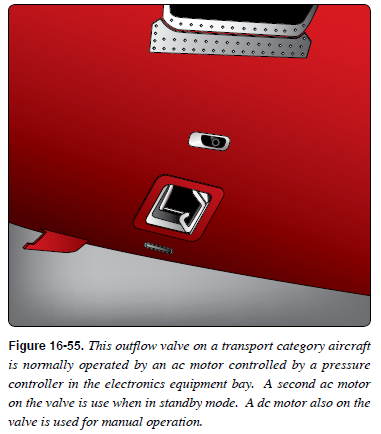 Figure 16-55. This outflow valve on a transport category aircraft
is normally operated by an ac motor controlled by a pressure
controller in the electronics equipment bay. A second ac motor
on the valve is use when in standby mode. A dc motor also on the
valve is used for manual operation.